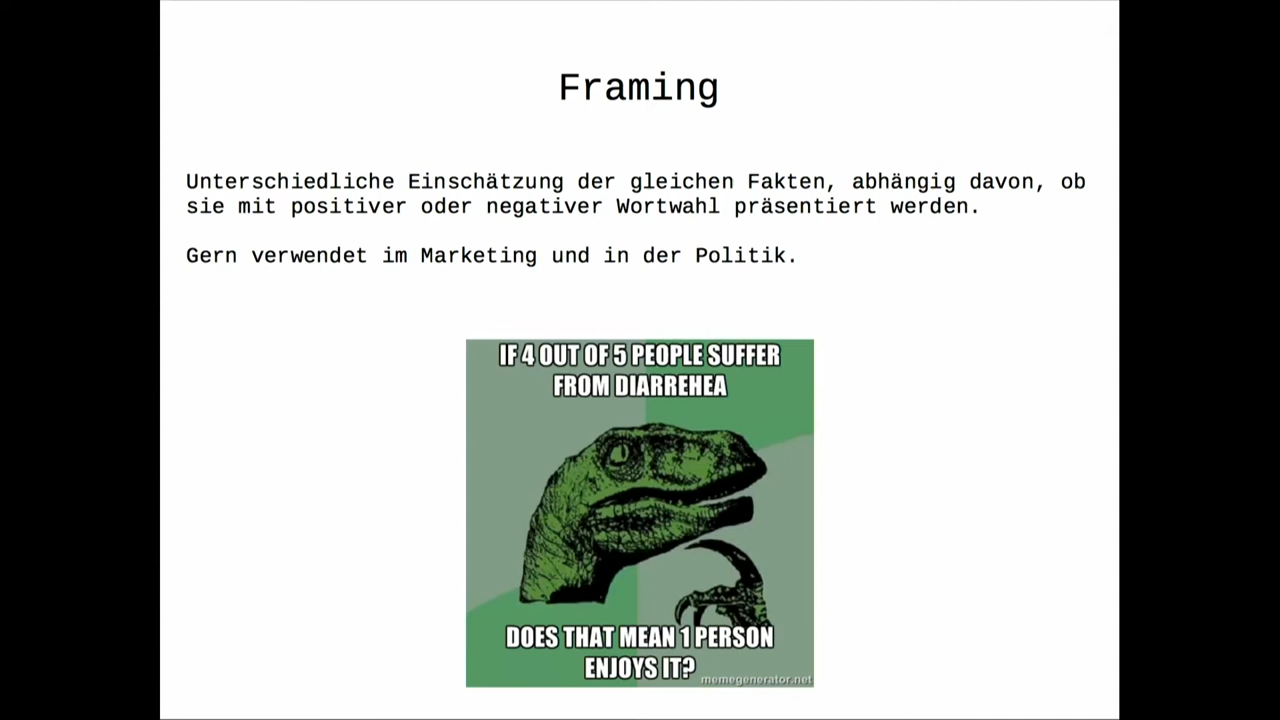 Framing
Unterschiedliche Einschätzung der gleichen Fakten, abhängig davon, ob
sie mit positiver oder negativer Wortwahl präsentiert werden.
Gern verwendet im Marketing und in der Politik.
IF 4 OUT OF 5 PEOPLE SUFFER
FROM DIARREHEA
DOES THAT MEAN 1 PERSON
ENJOYS IT?
memegenerator.net